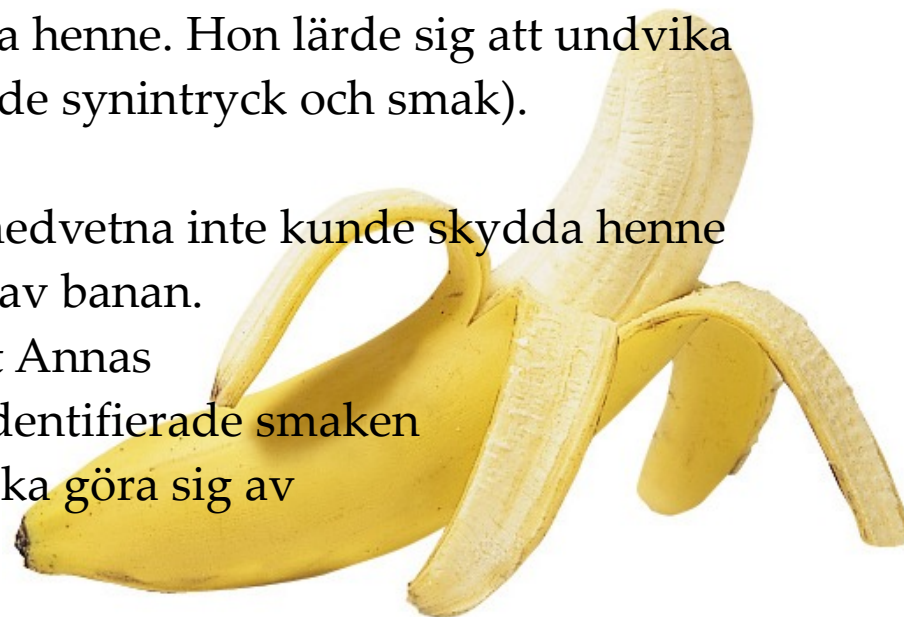 a henne. Hon lärde sig att undvika
de synintryck och smak).
nedvetna inte kunde skydda henne
av banan.
t Annas
dentifierade smaken
ka göra sig av